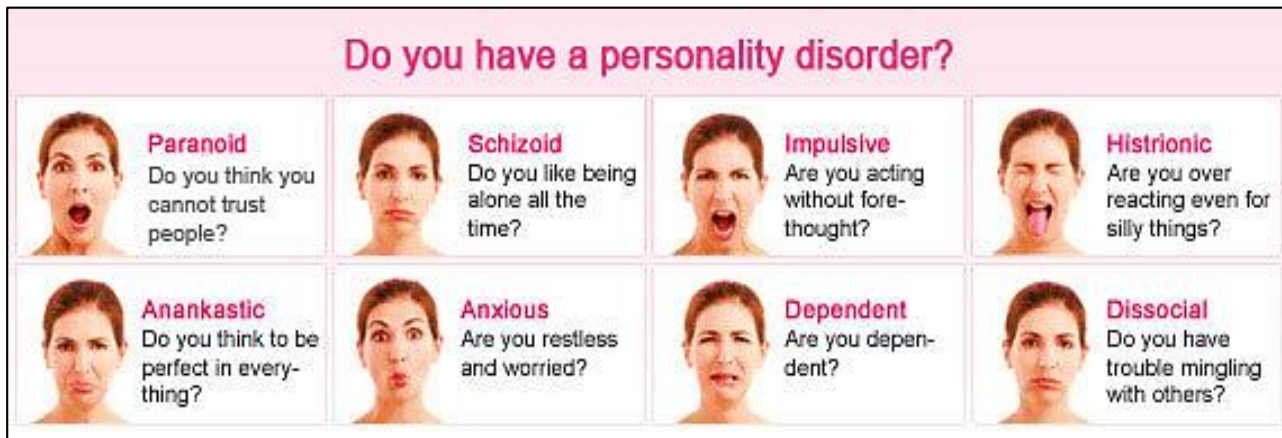 Do you have a personality disorder?
Paranoid
Do you think you
cannot trust
people?
Schizoid
Do you like being
alone all the
time?
Impulsive
Are you acting
without fore-
thought?
Histrionic
Are you over
reacting even for
silly things?
Anankastic
Do you think to be
perfect in every-
thing?
Anxious
Are you restless
and worried?
Dependent
Are you depen-
dent?
Dissocial
Do you have
trouble mingling
with others?